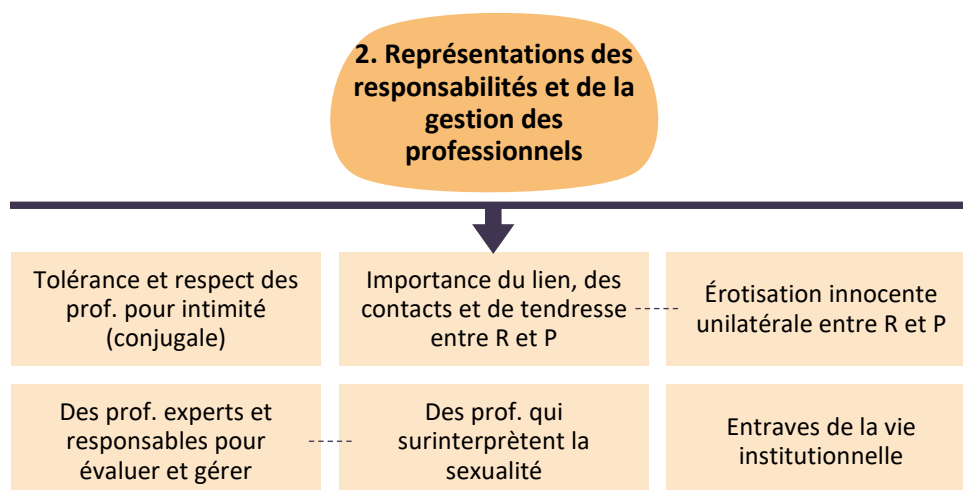 2. Représentations des
responsabilités et de la
gestion des
professionnels
Tolérance et respect des
prof. pour intimité
(conjugale)
Importance du lien, des
contacts et de tendresse
entre R et P
Érotisation innocente
unilatérale entre R et P
Des prof. experts et
responsables pour
évaluer et gérer
Des prof. qui
surinterprètent la
sexualité
Entraves de la vie
institutionnelle